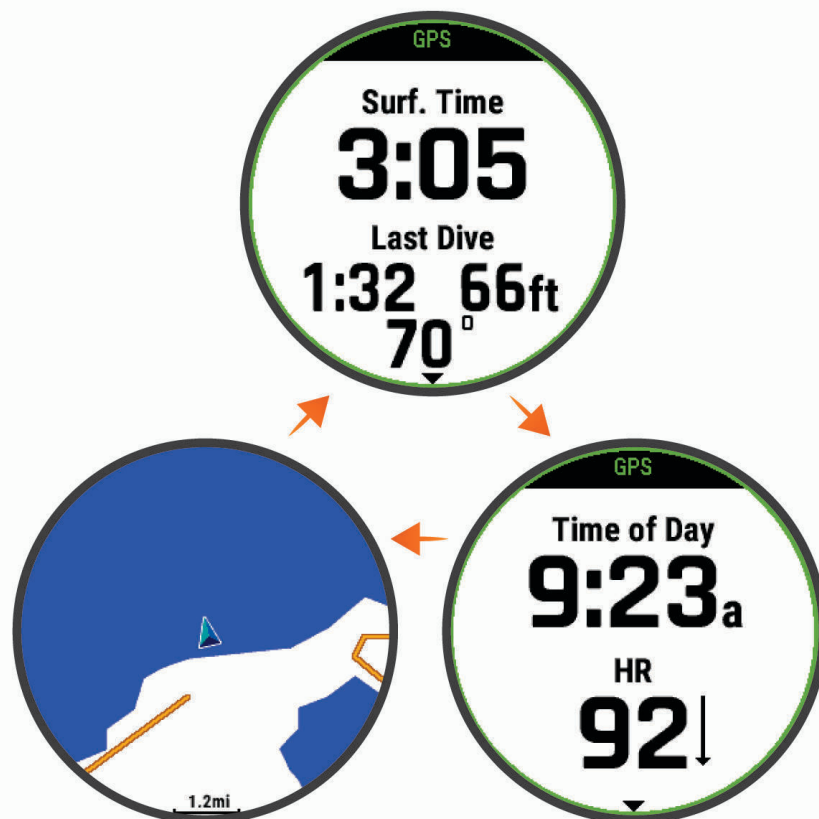 GPS
Surf. Time
3:05
Last Dive
1:32 66ft
70°
GPS
Time of Day
9:23a
HR
92
1.2mi